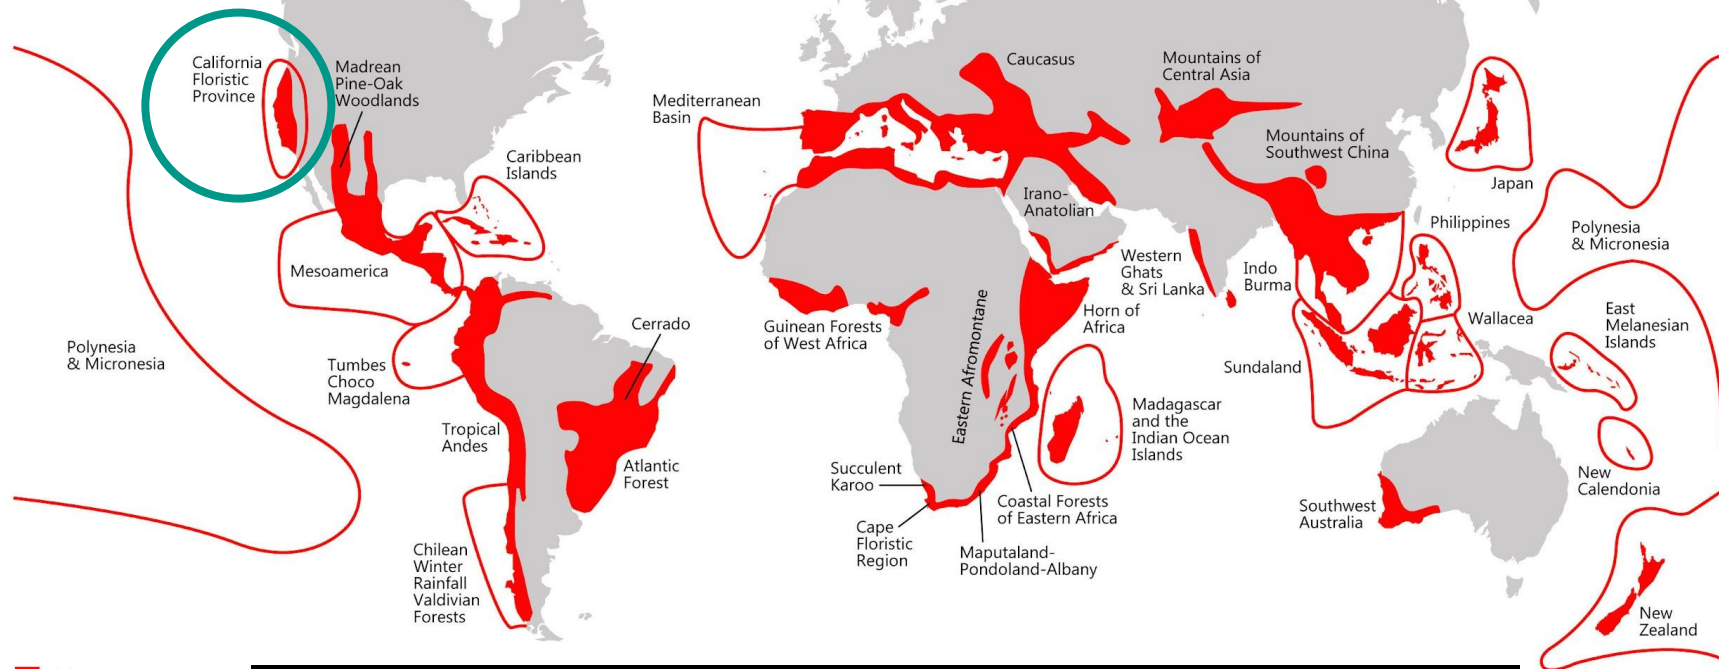 California
Floristic
Province
Madrean
Pine-Oak
Woodlands
Caribbean
Islands
Mesoamerica
Polynesia
& Micronesia
Tumbes
Choco
Magdalena
Cerrado
Tropical
Andes
Atlantic
Forest
Chilean
Winter
Rainfall
Valdivian
Forests
Mediterranean
Basin
Caucasus
Mountains of
Central Asia
Irano-
Anatolian
Mountains of
Southwest China
Japan
Philippines
Polynesia
& Micronesia
Western
Ghats
& Sri Lanka
Indo
Burma
Horn of
Africa
Guinean Forests
of West Africa
Eastern Afromontane
Sundaland
Wallacea
East
Melanesian
Islands
Madagascar
and the
Indian Ocean
Islands
Succulent
Karoo
Cape
Floristic
Region
Coastal Forests
of Eastern Africa
Maputaland-
Pondoland-Albany
Southwest
Australia
New
Calendonia
New
Zealand